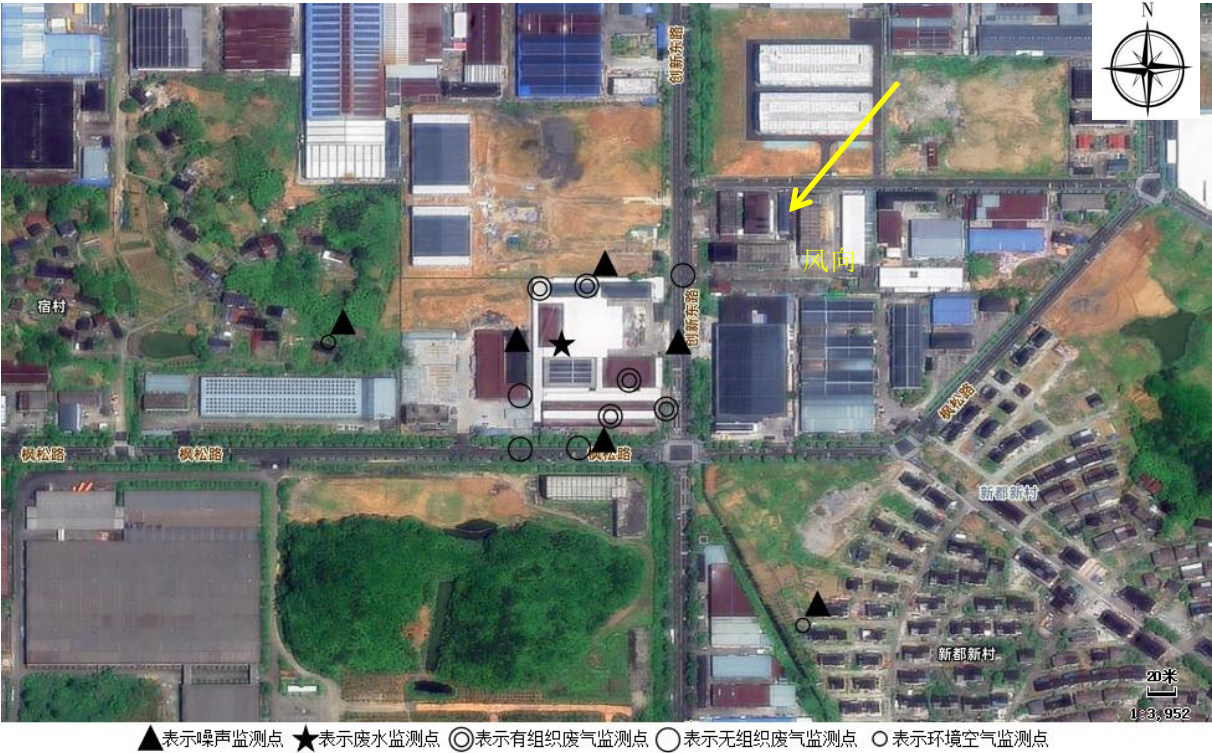 N
创新东路
风向
宿村
创新东路
枫松路
枫松路
枫松路
枫松路
新都新村
新都新村
20米
1:3,952
▲表示噪声监测点 ★表示废水监测点 ◎表示有组织废气监测点 ○表示无组织废气监测点 ○表示环境空气监测点